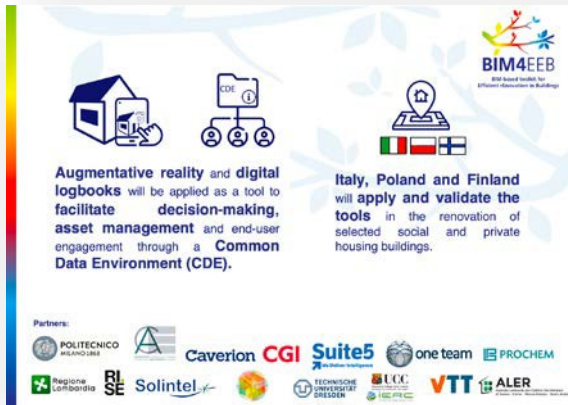 BIM4EEB
BIM based toolkit for
Efficient rEnovation in Buildings
CDE
Augmentative reality and digital
logbooks will be applied as a tool to
facilitate decision-making,
asset management and end-user
engagement through a Common
Data Environment (CDE).
Italy, Poland and Finland
will apply and validate the
tools in the renovation of
selected social and private
housing buildings.
Partners:
POLITECNICO
MILANO 1863
Caverion
CGI
Suite5
one team
PROCHEM
Regione
Lombardia
RI.
SE
Solintel
TECHNISCHE
UNIVERSITÄT
DRESDEN
UCC
IERC
VTT
ALER